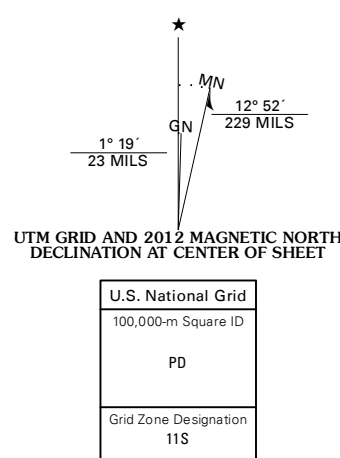 ★
MN
GN
12° 52´
229 MILS
1° 19´
23 MILS
UTM GRID AND 2012 MAGNETIC NORTH
DECLINATION AT CENTER OF SHEET
U.S. National Grid
100,000-m Square ID
PD
Grid Zone Designation
11S